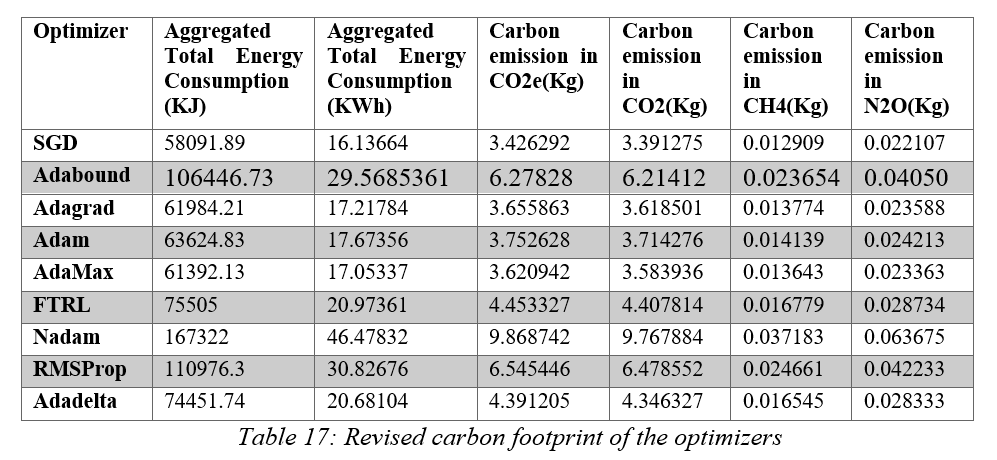 Optimizer Aggregated Total Energy Consumption (KJ) Aggregated Total Energy Consumption (KWh) Carbon emission in CO2e(Kg) Carbon emission in CO2(Kg) Carbon emission in CH4(Kg) Carbon emission in N2O(Kg)
SGD 58091.89 16.13664 3.426292 3.391275 0.012909 0.022107
Adabound 106446.73 29.5685361 6.27828 6.21412 0.023654 0.04050
Adagrad 61984.21 17.21784 3.655863 3.618501 0.013774 0.023588
Adam 63624.83 17.67356 3.752628 3.714276 0.014139 0.024213
AdaMax 61392.13 17.05337 3.620942 3.583936 0.013643 0.023363
FTRL 75505 20.97361 4.453327 4.407814 0.016779 0.028734
Nadam 167322 46.47832 9.868742 9.767884 0.037183 0.063675
RMSProp 110976.3 30.82676 6.545446 6.478552 0.024661 0.042233
Adadelta 74451.74 20.68104 4.391205 4.346327 0.016545 0.028333
Table 17: Revised carbon footprint of the optimizers